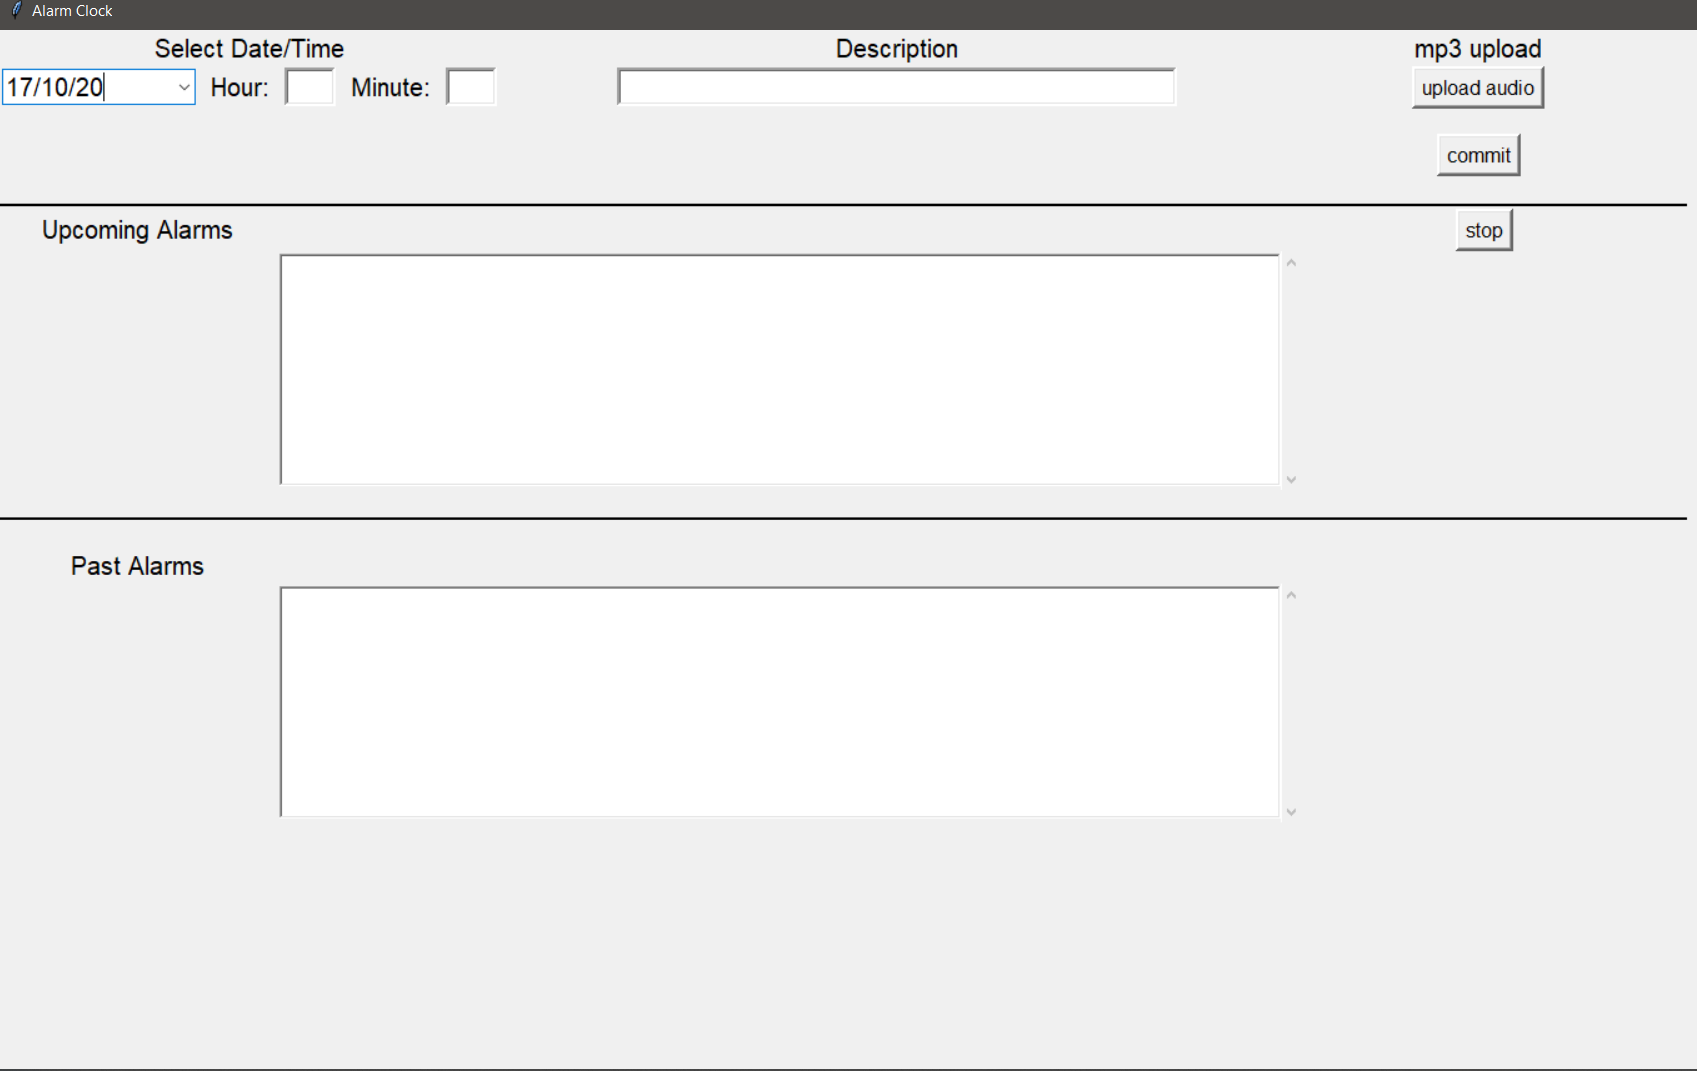 Alarm Clock
Select Date/Time Description mp3 upload
17/10/20 Hour: Minute: upload audio
commit
Upcoming Alarms stop
Past Alarms